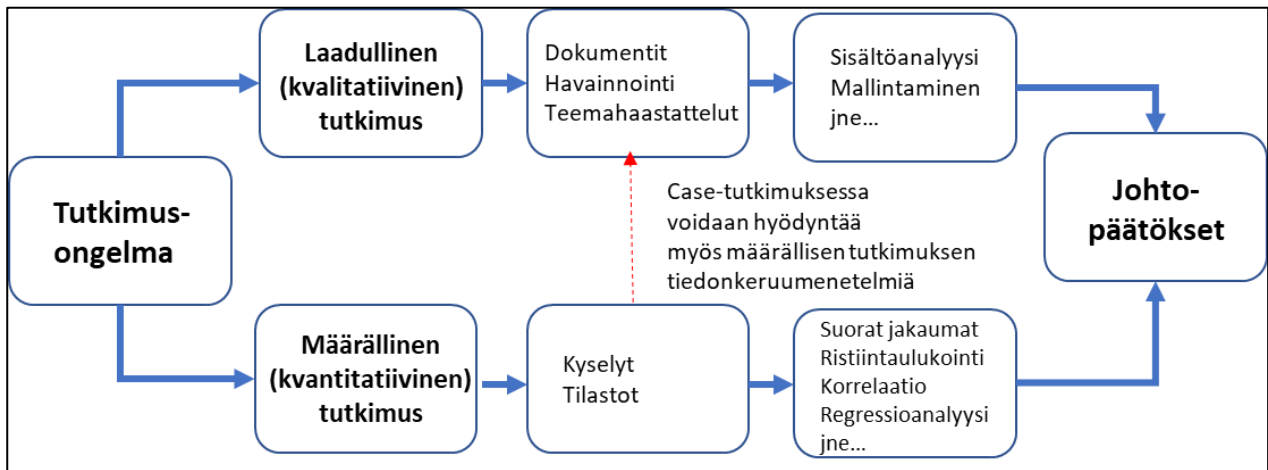 Tutkimus-
ongelma
Laadullinen
(kvalitatiivinen)
tutkimus
Dokumentit
Havainnointi
Teemahaastattelut
Sisältöanalyysi
Mallintaminen
jne...
Case-tutkimuksessa
voidaan hyödyntää
myös määrällisen tutkimuksen
tiedonkeruumenetelmiä
Määrällinen
(kvantitatiivinen)
tutkimus
Kyselyt
Tilastot
Suorat jakaumat
Ristiintaulukointi
Korrelaatio
Regressioanalyysi
jne...
Johto-
päätökset